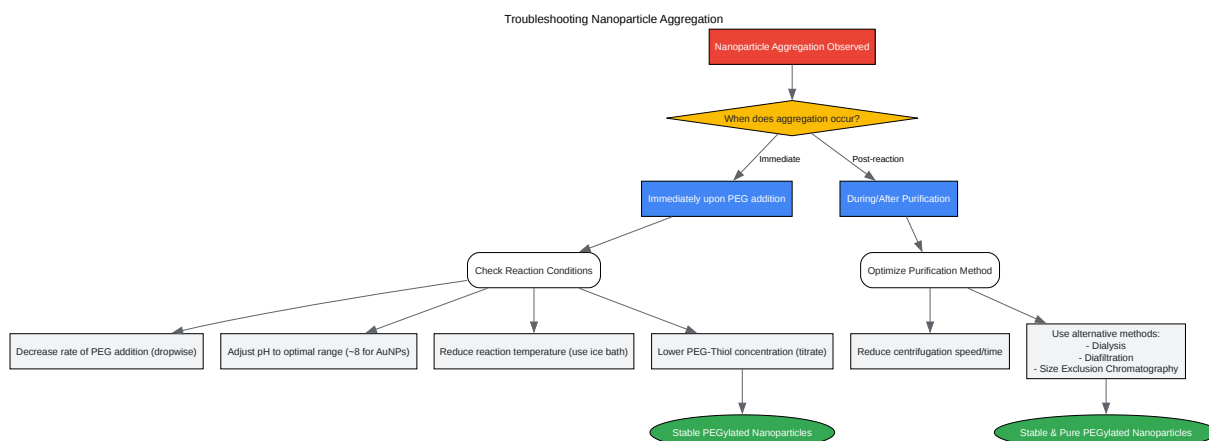 Troubleshooting Nanoparticle Aggregation
Nanoparticle Aggregation Observed
When does aggregation occur?
Immediate
Post-reaction
Immediately upon PEG addition
During/After Purification
Check Reaction Conditions
Optimize Purification Method
Decrease rate of PEG addition (dropwise)
Adjust pH to optimal range (~8 for AuNPs)
Reduce reaction temperature (use ice bath)
Lower PEG-Thiol concentration (titrate)
Reduce centrifugation speed/time
Use alternative methods:
- Dialysis
- Diafiltration
- Size Exclusion Chromatography
Stable PEGylated Nanoparticles
Stable & Pure PEGylated Nanoparticles